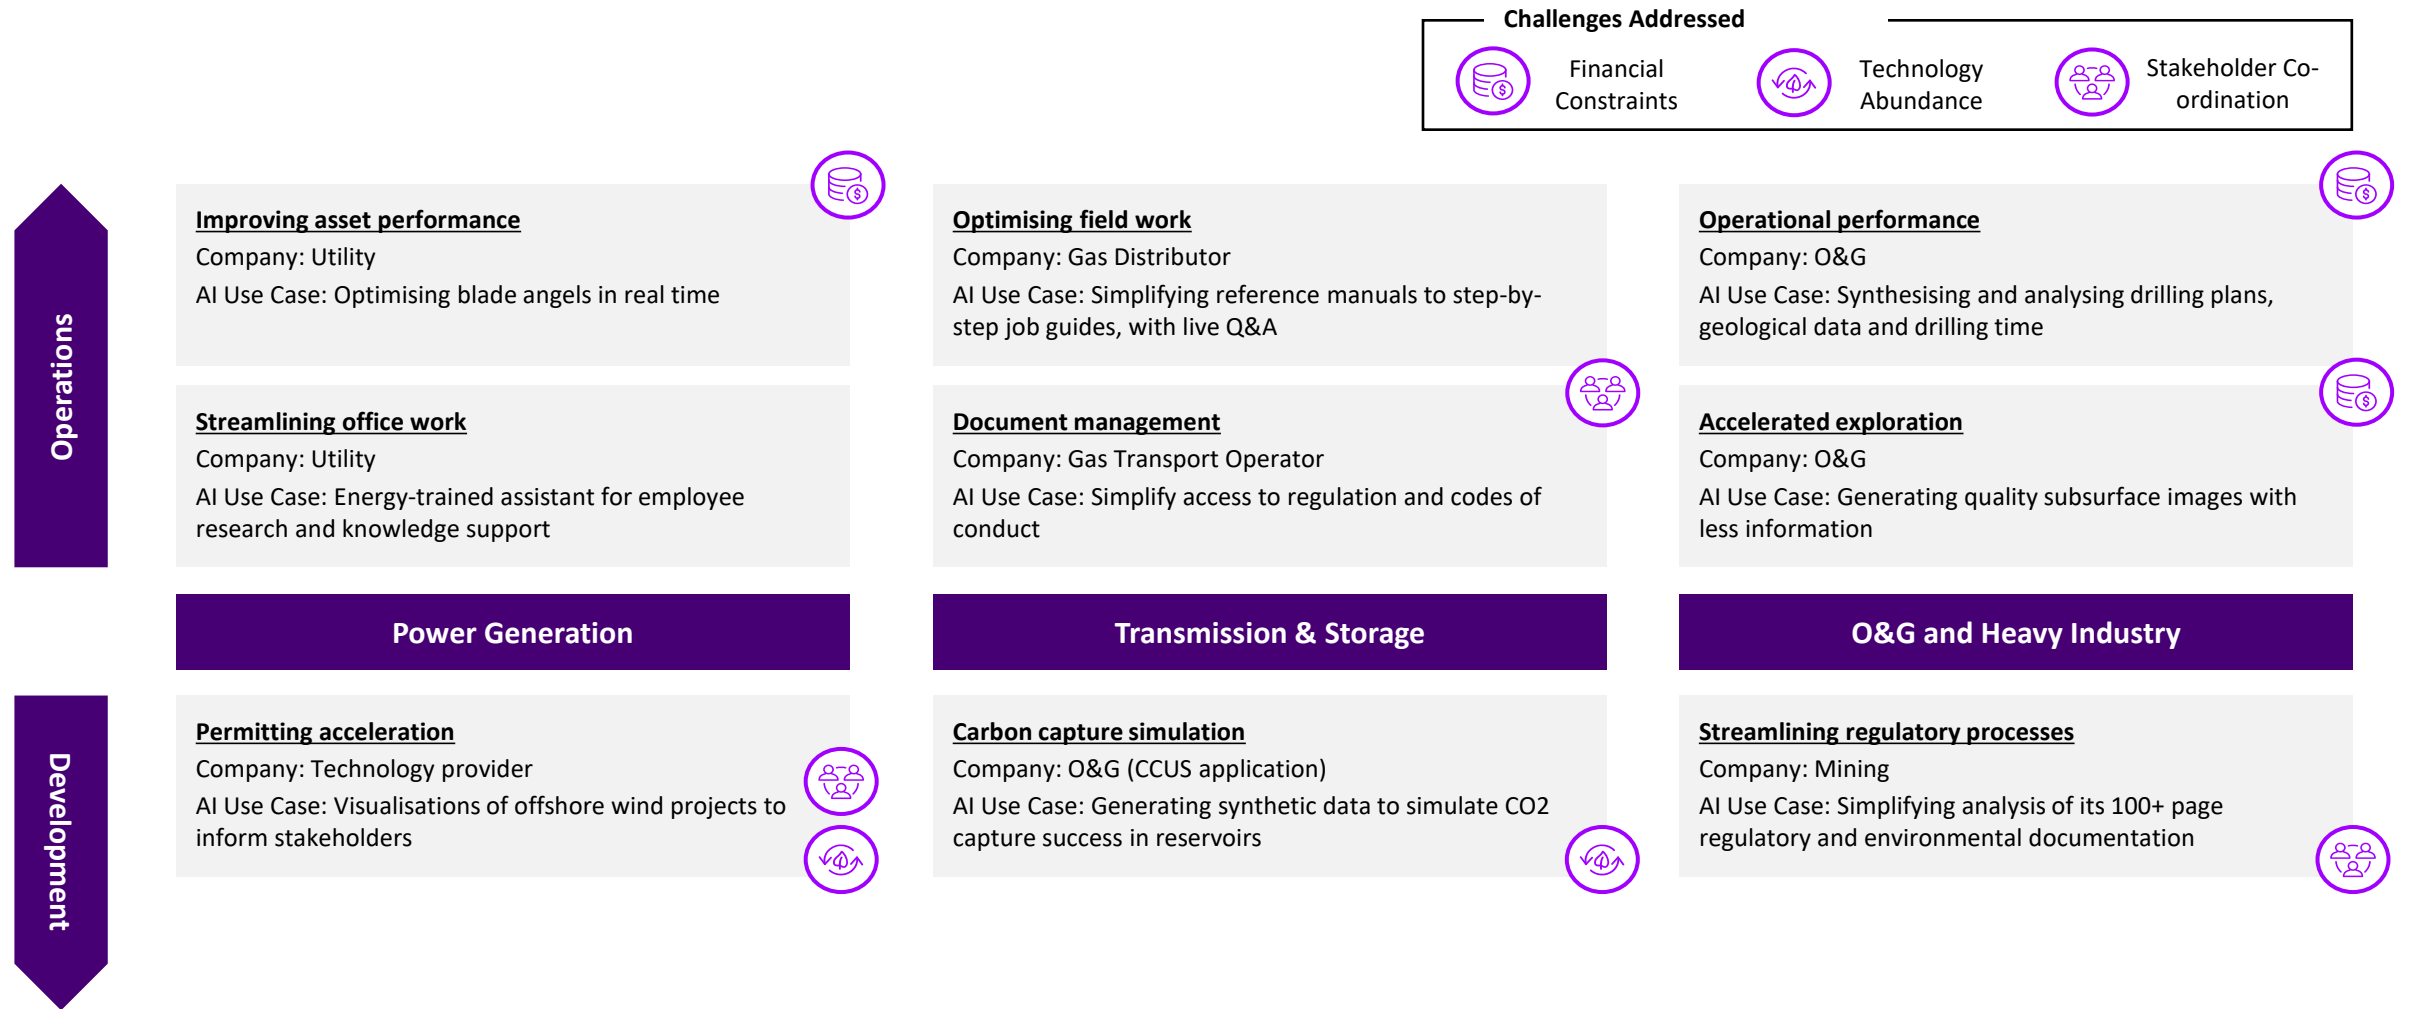 Challenges Addressed
Financial
Constraints
Technology
Abundance
Stakeholder Co-
ordination
Operations
Improving asset performance
Company: Utility
AI Use Case: Optimising blade angels in real time
Optimising field work
Company: Gas Distributor
AI Use Case: Simplifying reference manuals to step-by-
step job guides, with live Q&A
Operational performance
Company: O&G
AI Use Case: Synthesising and analysing drilling plans,
geological data and drilling time
Streamlining office work
Company: Utility
AI Use Case: Energy-trained assistant for employee
research and knowledge support
Document management
Company: Gas Transport Operator
AI Use Case: Simplify access to regulation and codes of
conduct
Accelerated exploration
Company: O&G
AI Use Case: Generating quality subsurface images with
less information
Power Generation
Transmission & Storage
O&G and Heavy Industry
Development
Permitting acceleration
Company: Technology provider
AI Use Case: Visualisations of offshore wind projects to
inform stakeholders
Carbon capture simulation
Company: O&G (CCUS application)
AI Use Case: Generating synthetic data to simulate CO2
capture success in reservoirs
Streamlining regulatory processes
Company: Mining
AI Use Case: Simplifying analysis of its 100+ page
regulatory and environmental documentation